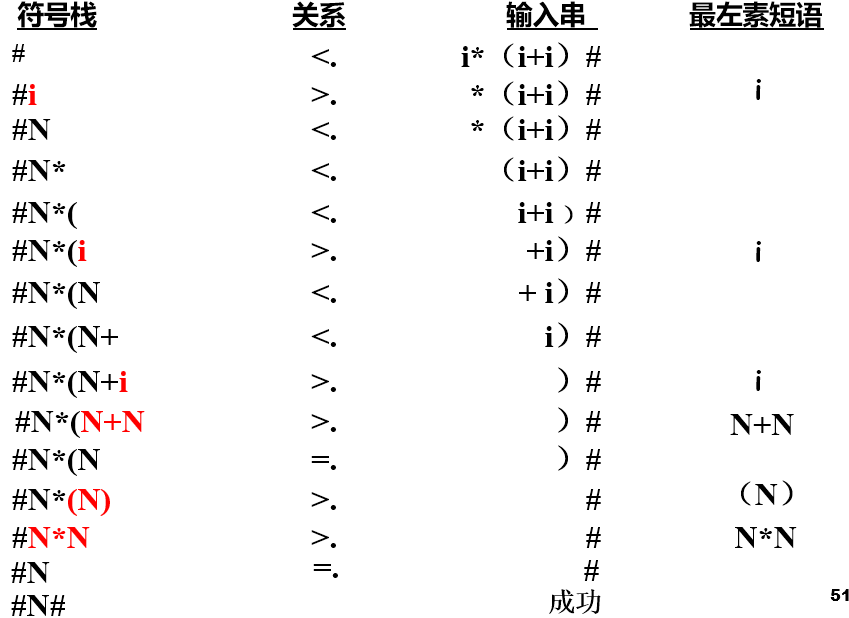 符号栈 关系 输入串 最左素短语
# <. i*（i+i）#
#i >. *（i+i）# i
#N <. *（i+i）#
#N* <. （i+i）#
#N*( <. i+i）#
#N*(i >. +i）# i
#N*(N <. + i）#
#N*(N+ <. i）#
#N*(N+i >. ）# i
#N*(N+N >. ）# N+N
#N*(N =. ）#
#N*(N) >. # （N）
#N*N >. # N*N
#N =. #
#N# 成功
51